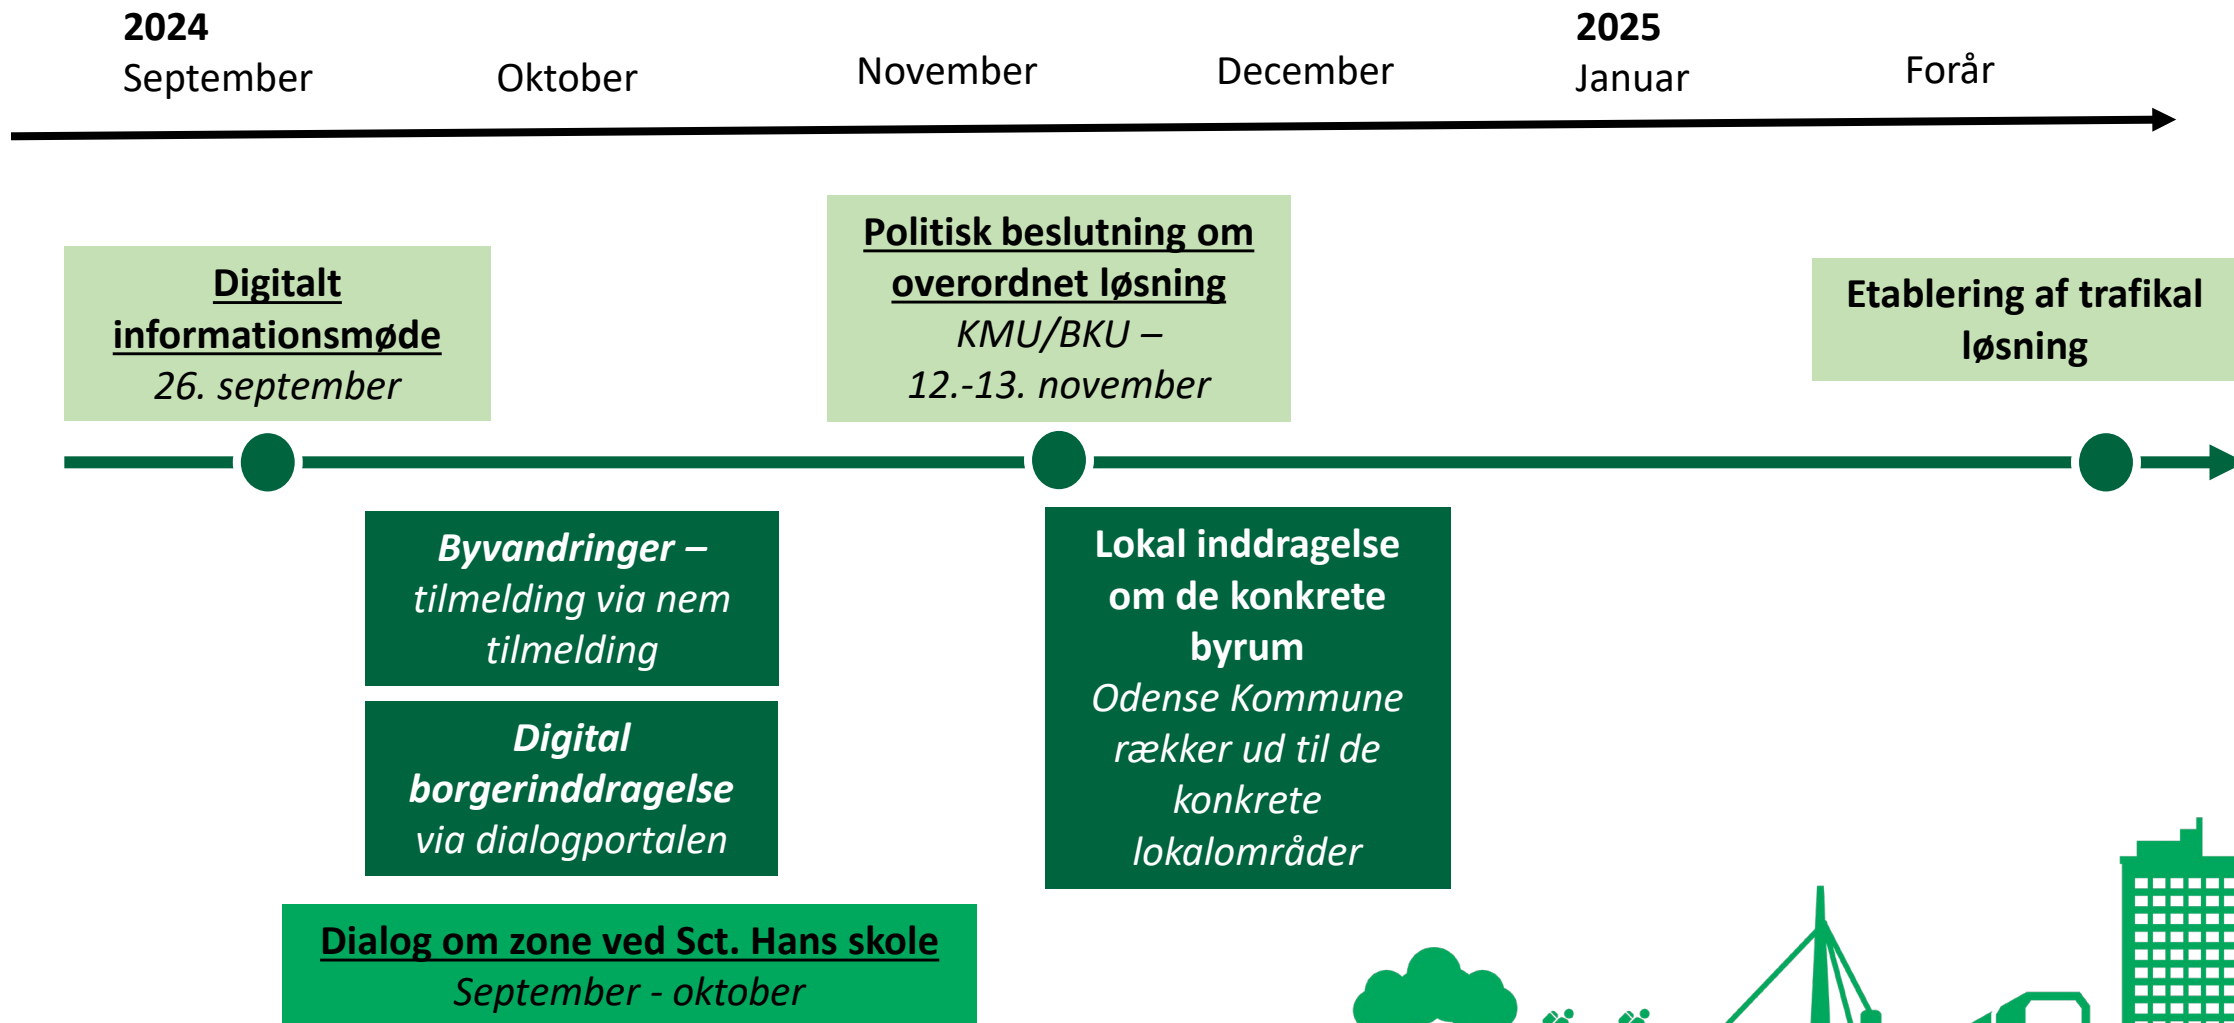 2024
September
Oktober
November
December
2025
Januar
Forår
Digitalt
informationsmøde
26. september
Politisk beslutning om
overordnet løsning
KMU/BKU –
12.-13. november
Etablering af trafikal
løsning
Byvandringer –
tilmelding via nem
tilmelding
Digital
borgerinddragelse
via dialogportalen
Dialog om zone ved Sct. Hans skole
September - oktober
Lokal inddragelse
om de konkrete
byrum
Odense Kommune
rækker ud til de
konkrete
lokalområder